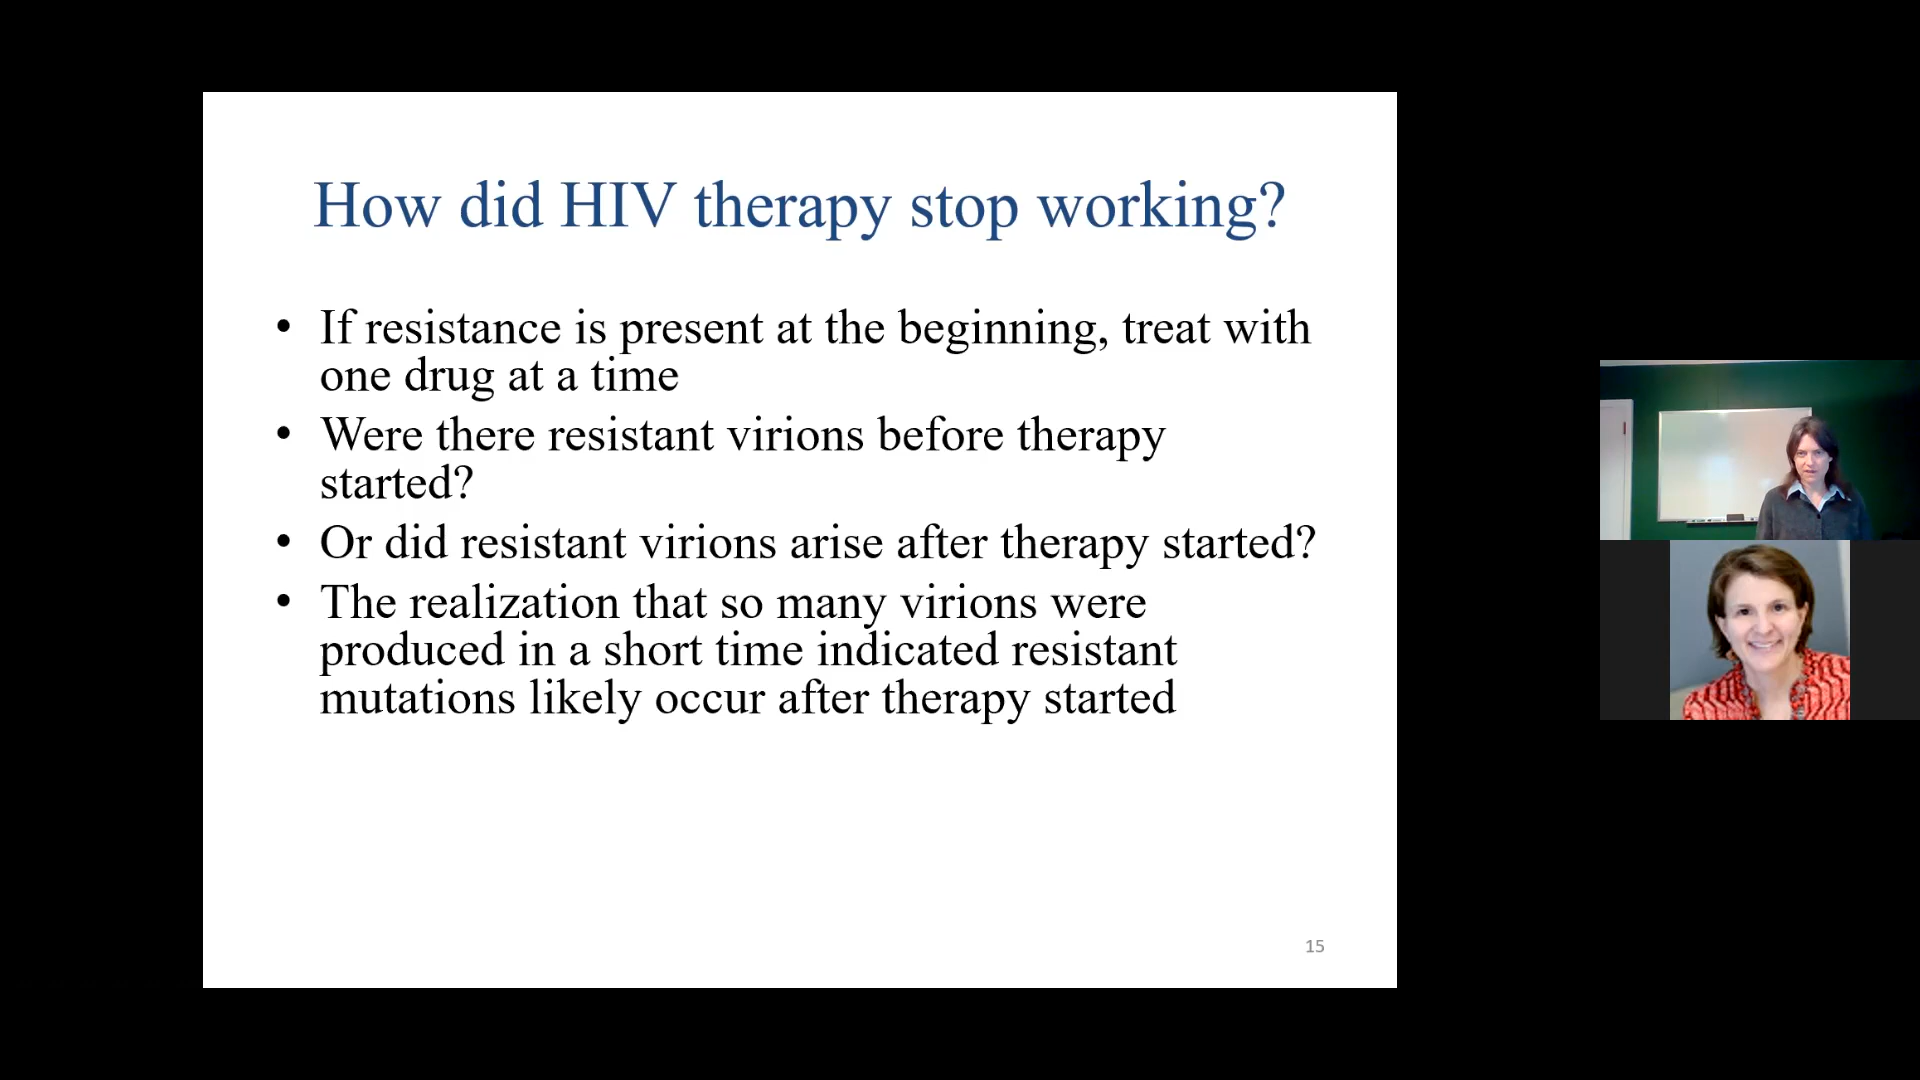 How did HIV therapy stop working?
• If resistance is present at the beginning, treat with
one drug at a time
• Were there resistant virions before therapy
started?
• Or did resistant virions arise after therapy started?
• The realization that so many virions were
produced in a short time indicated resistant
mutations likely occur after therapy started
15